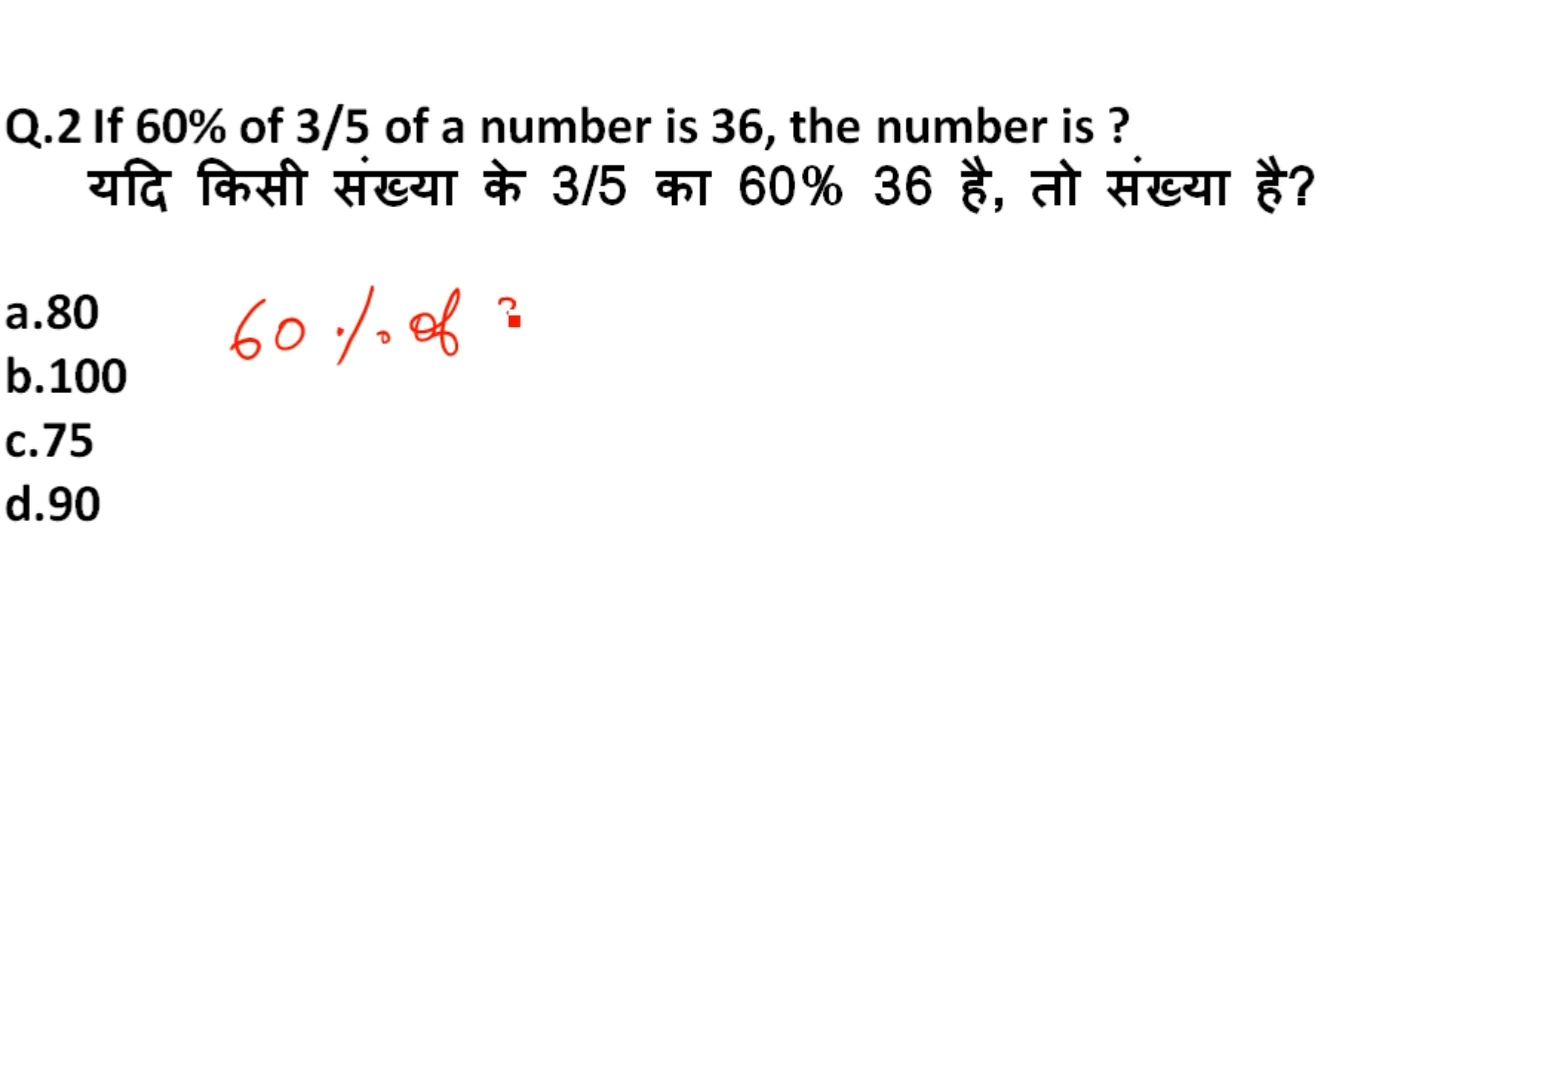 Q.2 If 60% of 3/5 of a number is 36, the number is ?
यदि किसी संख्या के 3/5 का 60% 36 है, तो संख्या है?
a.80
60 % of
b.100
c.75
d.90